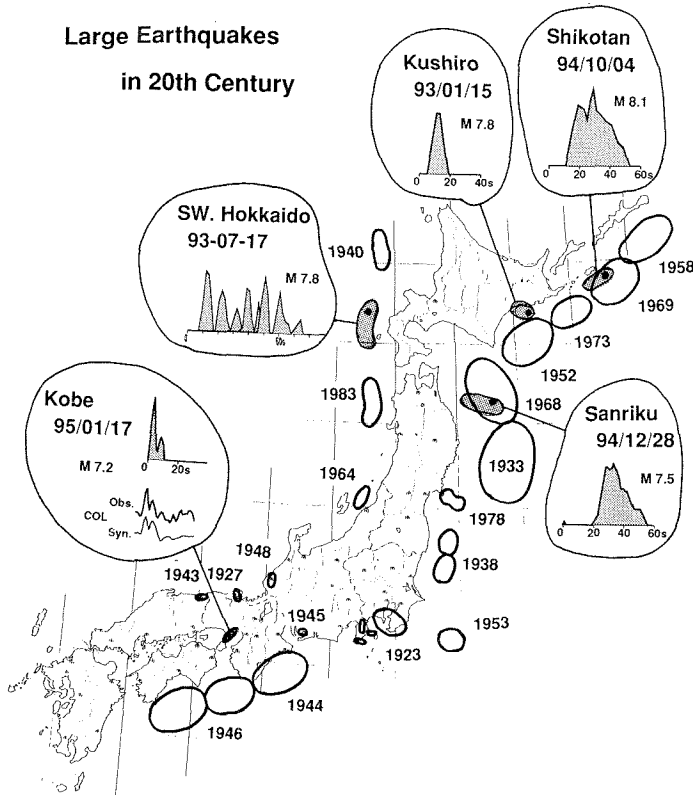 Large Earthquakes
in 20th Century
Shikotan
94/10/04
M 8.1
0 20 40 60s
Kushiro
93/01/15
M 7.8
0 20 40s
SW. Hokkaido
93-07-17
M 7.8
0 60s
1940
1958
1969
1973
1952
1983
1968
Kobe
95/01/17
M 7.2
0 20s
Obs.
COL
Syn.
Sanriku
94/12/28
M 7.5
0 20 40 60s
1933
1964
1978
1948
1938
1943 1927
1945
1953
1923
1944
1946